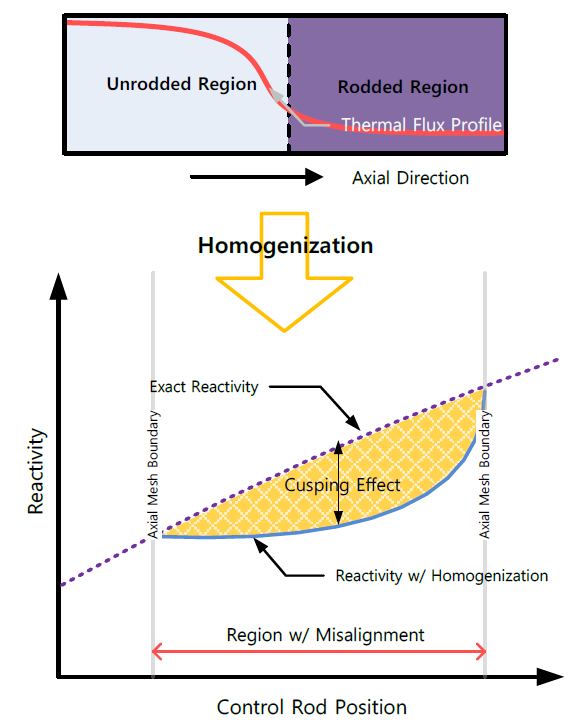 Unrodded Region
Rodded Region
Thermal Flux Profile
Axial Direction
Homogenization
Exact Reactivity
Axial Mesh Boundary
Axial Mesh Boundary
Reactivity
Cusping Effect
Reactivity w/ Homogenization
Region w/ Misalignment
Control Rod Position